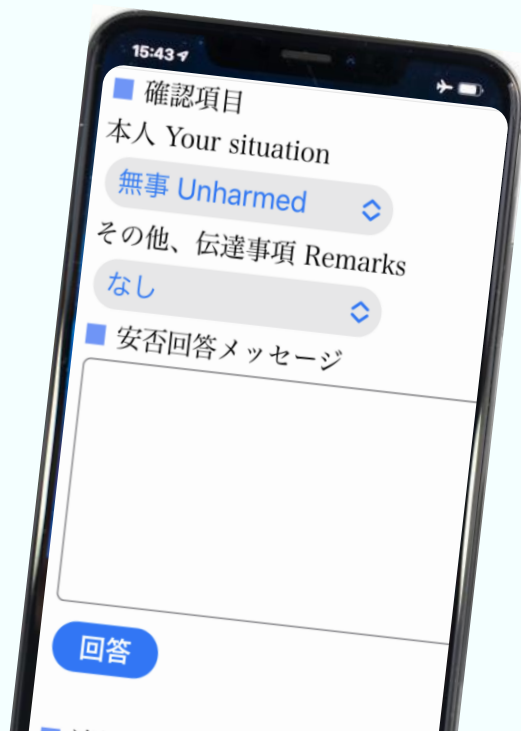 15:43
確認項目
本人 Your situation
無事 Unharmed
その他、伝達事項 Remarks
なし
安否回答メッセージ
回答